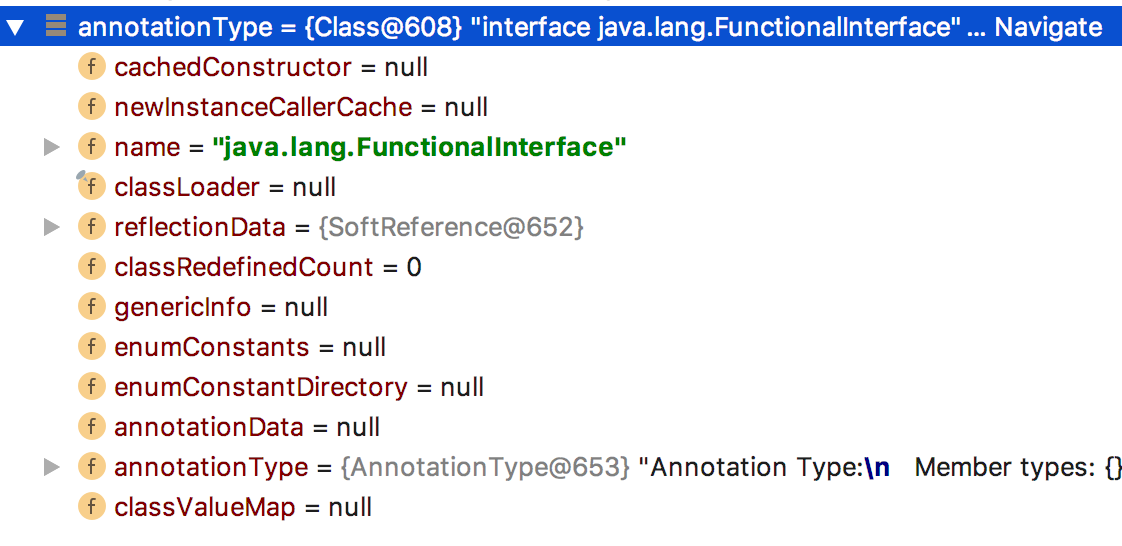 annotationType = {Class@608} "interface java.lang.FunctionalInterface" ... Navigate
f cachedConstructor = null
f newInstanceCallerCache = null
f name = "java.lang.FunctionalInterface"
f classLoader = null
f reflectionData = {SoftReference@652}
f classRedefinedCount = 0
f genericInfo = null
f enumConstants = null
f enumConstantDirectory = null
f annotationData = null
f annotationType = {AnnotationType@653} "Annotation Type:\n   Member types: {}
f classValueMap = null